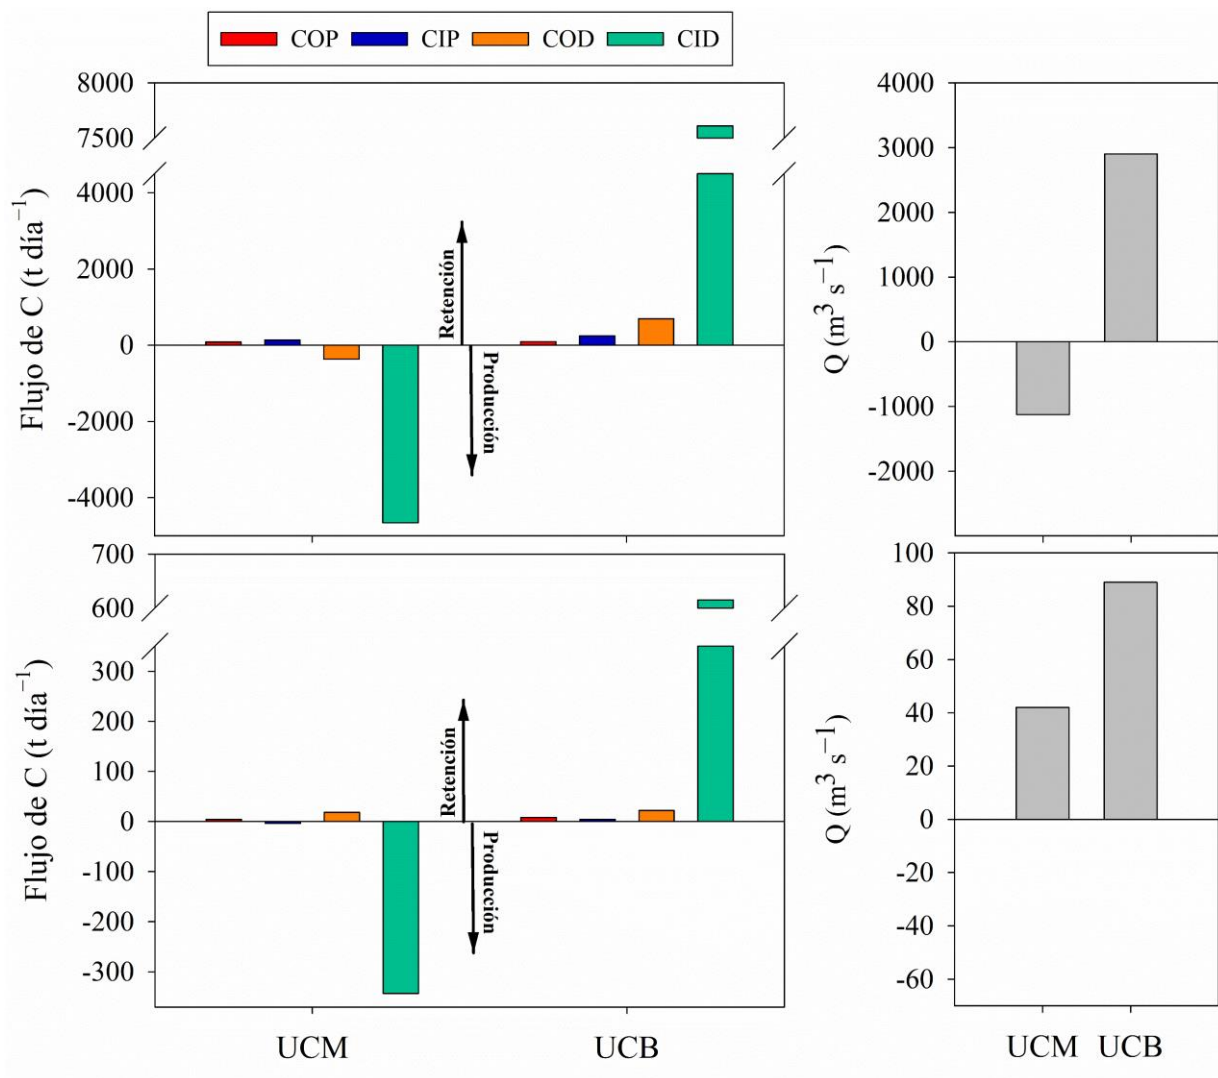 COP CIP COD CID
Flujo de C (t día⁻¹)
8000
7500
4000
2000
0
-2000
-4000
Retención
Producción
Q (m³ s⁻¹)
4000
3000
2000
1000
0
-1000
-2000
Flujo de C (t día⁻¹)
700
600
300
200
100
0
-100
-200
-300
Retención
Producción
UCM UCB
Q (m³ s⁻¹)
100
80
60
40
20
0
-20
-40
-60
UCM UCB